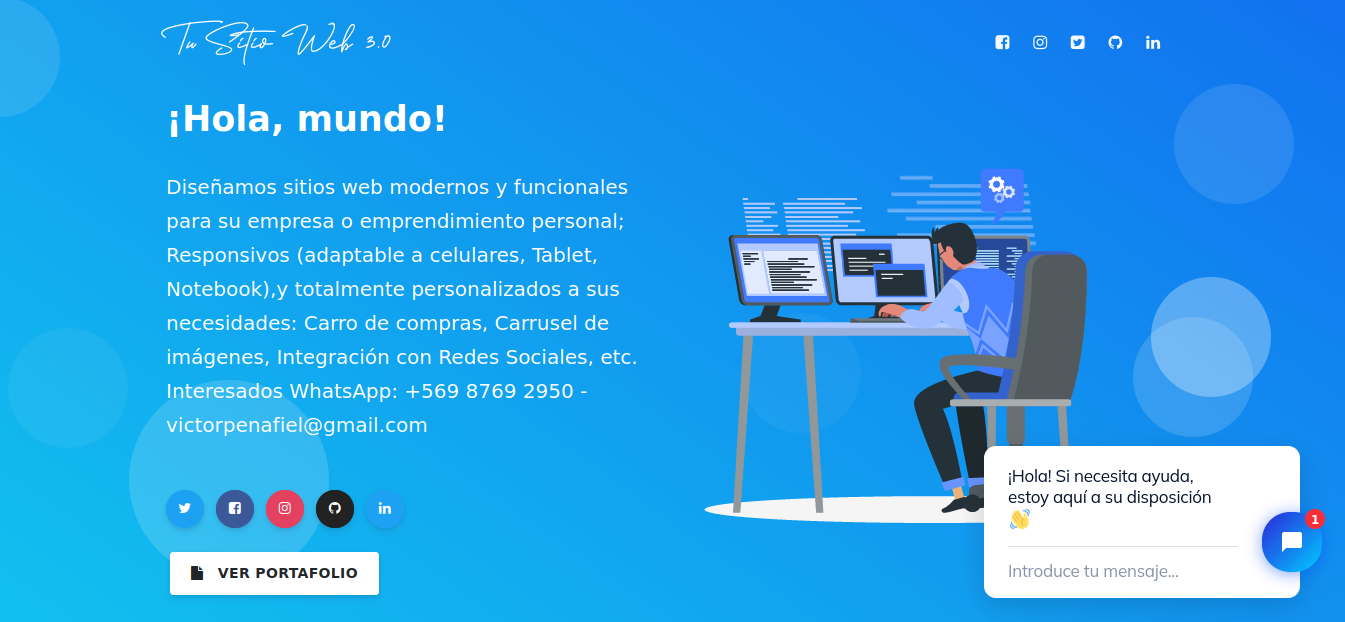 Tu Sitio Web 3.0
¡Hola, mundo!
Diseñamos sitios web modernos y funcionales
para su empresa o emprendimiento personal;
Responsivos (adaptable a celulares, Tablet,
Notebook),y totalmente personalizados a sus
necesidades: Carro de compras, Carrusel de
imágenes, Integración con Redes Sociales, etc.
Interesados WhatsApp: +569 8769 2950 -
victorpenafiel@gmail.com
VER PORTAFOLIO
¡Hola! Si necesita ayuda,
estoy aquí a su disposición
1
Introduce tu mensaje...